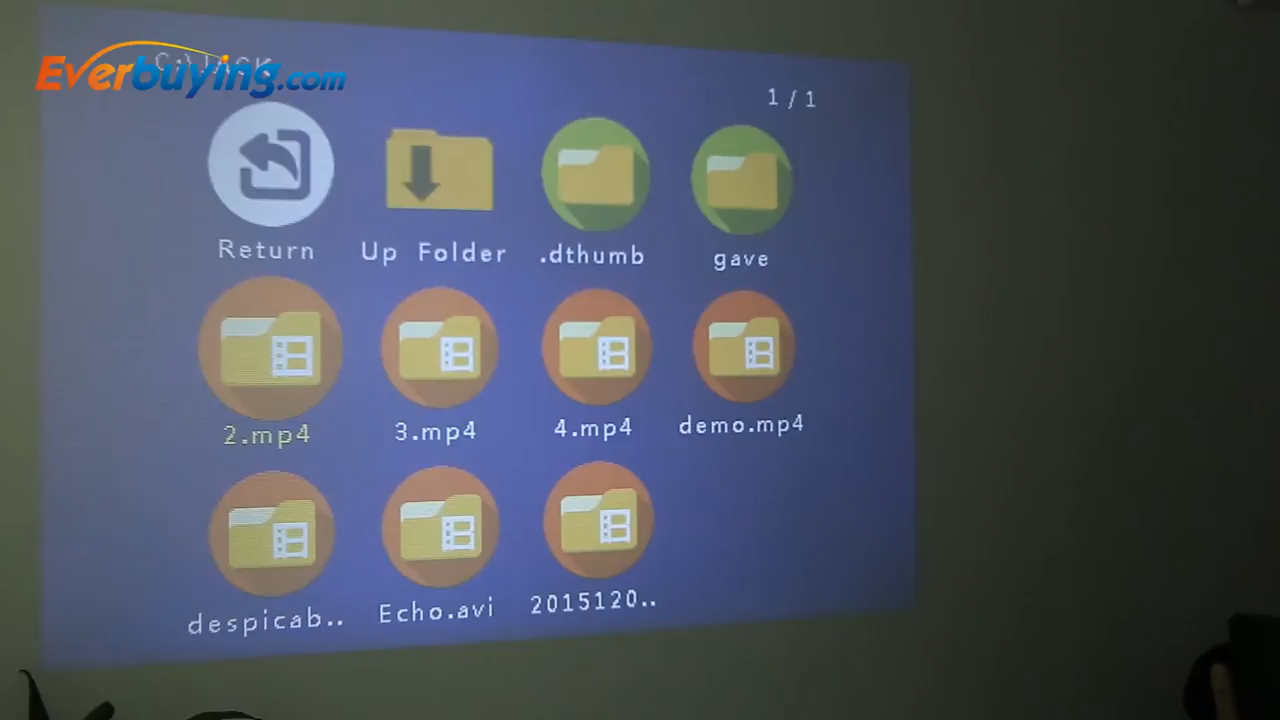 C:\JACK
Everbuying.com
1 / 1
Return
Up Folder
.dthumb
gave
2.mp4
3.mp4
4.mp4
demo.mp4
despicab..
Echo.avi
2015120..